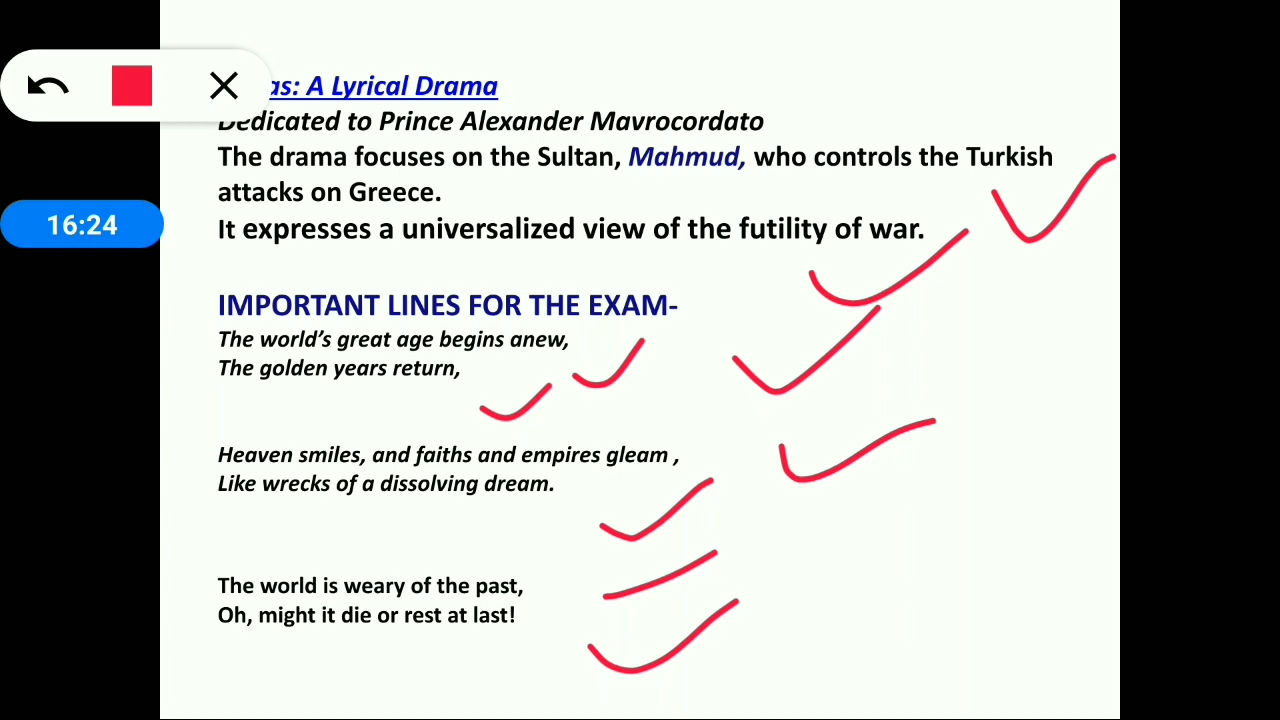 as: A Lyrical Drama
Dedicated to Prince Alexander Mavrocordato
The drama focuses on the Sultan, Mahmud, who controls the Turkish
attacks on Greece.
16:24
It expresses a universalized view of the futility of war.
IMPORTANT LINES FOR THE EXAM-
The world's great age begins anew,
The golden years return,
Heaven smiles, and faiths and empires gleam ,
Like wrecks of a dissolving dream.
The world is weary of the past,
Oh, might it die or rest at last!